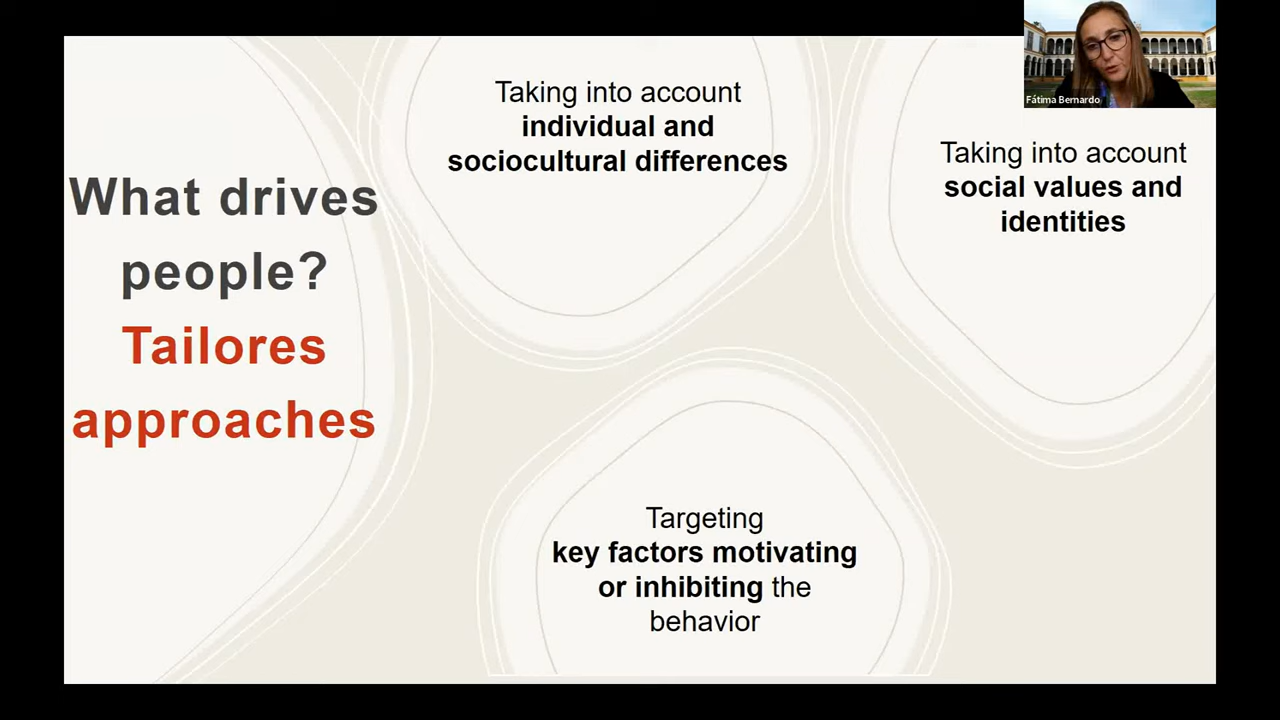 What drives
people?
Tailores
approaches
Taking into account
individual and
sociocultural differences
Taking into account
social values and
identities
Targeting
key factors motivating
or inhibiting the
behavior
Fátima Bernardo